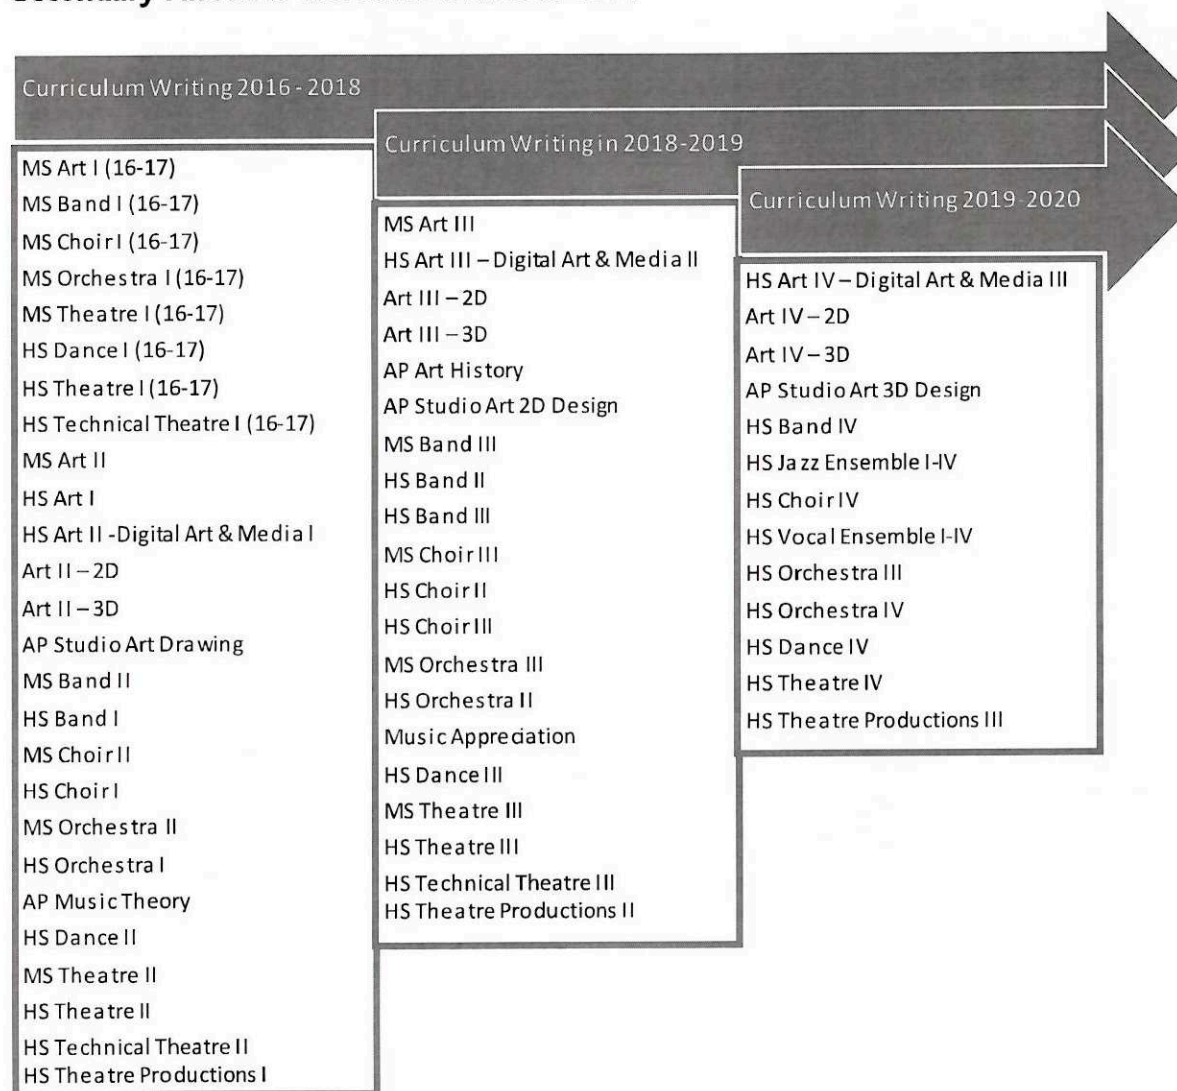 Curriculum Writing 2016 - 2018
MS Art I (16-17)
MS Band I (16-17)
MS Choir I (16-17)
MS Orchestra I (16-17)
MS Theatre I (16-17)
HS Dance I (16-17)
HS Theatre I (16-17)
HS Technical Theatre I (16-17)
MS Art II
HS Art I
HS Art II -Digital Art & Media I
Art II – 2D
Art II – 3D
AP Studio Art Drawing
MS Band II
HS Band I
MS Choir II
HS Choir I
MS Orchestra II
HS Orchestra I
AP Music Theory
HS Dance II
MS Theatre II
HS Theatre II
HS Technical Theatre II
HS Theatre Productions I
Curriculum Writing in 2018-2019
MS Art III
HS Art III – Digital Art & Media II
Art III – 2D
Art III – 3D
AP Art History
AP Studio Art 2D Design
MS Band III
HS Band II
HS Band III
MS Choir III
HS Choir II
HS Choir III
MS Orchestra III
HS Orchestra II
Music Appreciation
HS Dance III
MS Theatre III
HS Theatre III
HS Technical Theatre III
HS Theatre Productions II
Curriculum Writing 2019-2020
HS Art IV – Digital Art & Media III
Art IV – 2D
Art IV – 3D
AP Studio Art 3D Design
HS Band IV
HS Jazz Ensemble I-IV
HS Choir IV
HS Vocal Ensemble I-IV
HS Orchestra III
HS Orchestra IV
HS Dance IV
HS Theatre IV
HS Theatre Productions III